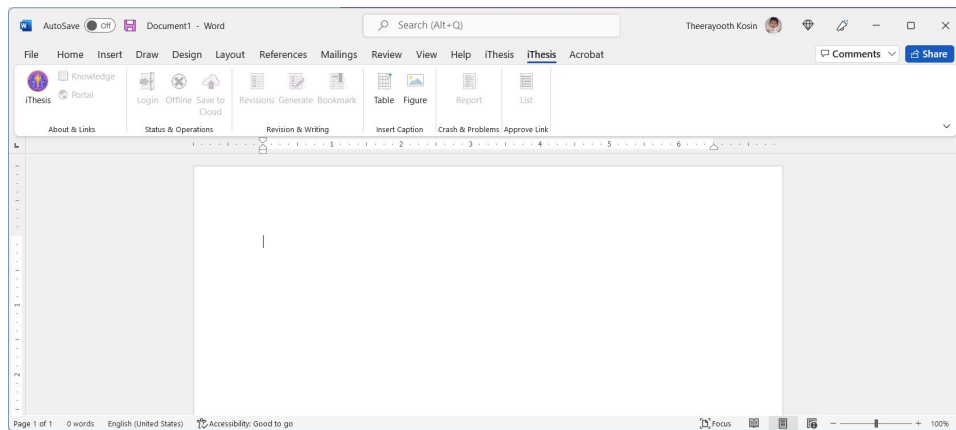 AutoSave Off Document1 - Word Search (Alt+Q) Theerayooth Kosin
File Home Insert Draw Design Layout References Mailings Review View Help iThesis iThesis Acrobat Comments Share
iThesis Knowledge Portal Login Offline Save to Cloud Revisions Generate Bookmark Table Figure Report List
About & Links Status & Operations Revision & Writing Insert Caption Crash & Problems Approve Link
1 2 3 4 5 6
1
2
Page 1 of 1 0 words English (United States) Accessibility: Good to go Focus 100%